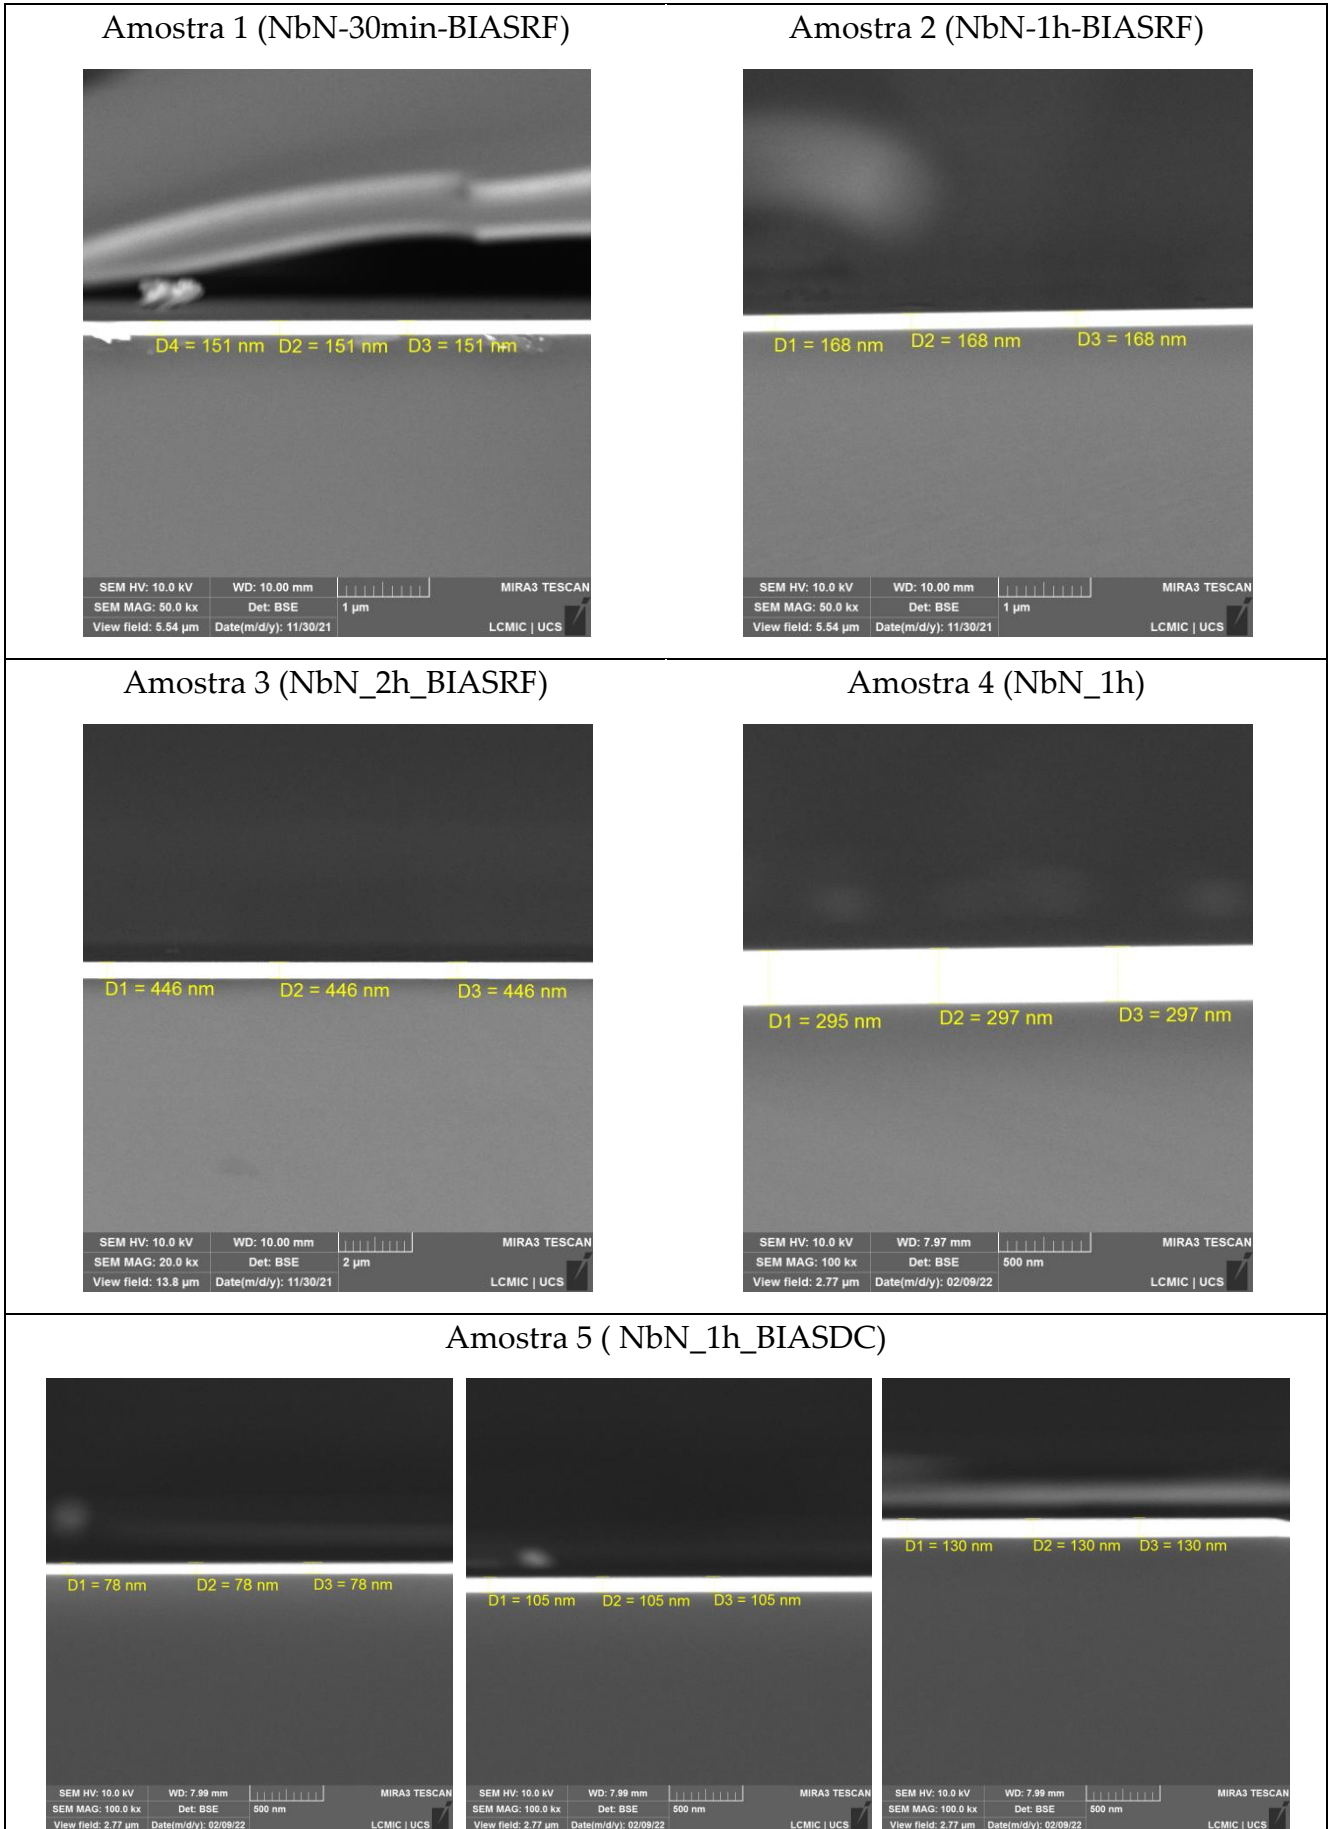 Amostra 1 (NbN-30min-BIASRF)
D4 = 151 nm D2 = 151 nm D3 = 151 nm
SEM HV: 10.0 kV WD: 10.00 mm MIRA3 TESCAN
SEM MAG: 50.0 kx Det: BSE 1 µm
View field: 5.54 µm Date(m/d/y): 11/30/21 LCMIC | UCS
Amostra 2 (NbN-1h-BIASRF)
D1 = 168 nm D2 = 168 nm D3 = 168 nm
SEM HV: 10.0 kV WD: 10.00 mm MIRA3 TESCAN
SEM MAG: 50.0 kx Det: BSE 1 µm
View field: 5.54 µm Date(m/d/y): 11/30/21 LCMIC | UCS
Amostra 3 (NbN_2h_BIASRF)
D1 = 446 nm D2 = 446 nm D3 = 446 nm
SEM HV: 10.0 kV WD: 10.00 mm MIRA3 TESCAN
SEM MAG: 20.0 kx Det: BSE 2 µm
View field: 13.8 µm Date(m/d/y): 11/30/21 LCMIC | UCS
Amostra 4 (NbN_1h)
D1 = 295 nm D2 = 297 nm D3 = 297 nm
SEM HV: 10.0 kV WD: 7.97 mm MIRA3 TESCAN
SEM MAG: 100 kx Det: BSE 500 nm
View field: 2.77 µm Date(m/d/y): 02/09/22 LCMIC | UCS
Amostra 5 ( NbN_1h_BIASDC)
D1 = 78 nm D2 = 78 nm D3 = 78 nm
SEM HV: 10.0 kV WD: 7.99 mm MIRA3 TESCAN
SEM MAG: 100.0 kx Det: BSE 500 nm
View field: 2.77 µm Date(m/d/y): 02/09/22 LCMIC | UCS
D1 = 105 nm D2 = 105 nm D3 = 105 nm
SEM HV: 10.0 kV WD: 7.99 mm MIRA3 TESCAN
SEM MAG: 100.0 kx Det: BSE 500 nm
View field: 2.77 µm Date(m/d/y): 02/09/22 LCMIC | UCS
D1 = 130 nm D2 = 130 nm D3 = 130 nm
SEM HV: 10.0 kV WD: 7.99 mm MIRA3 TESCAN
SEM MAG: 100.0 kx Det: BSE 500 nm
View field: 2.77 µm Date(m/d/y): 02/09/22 LCMIC | UCS